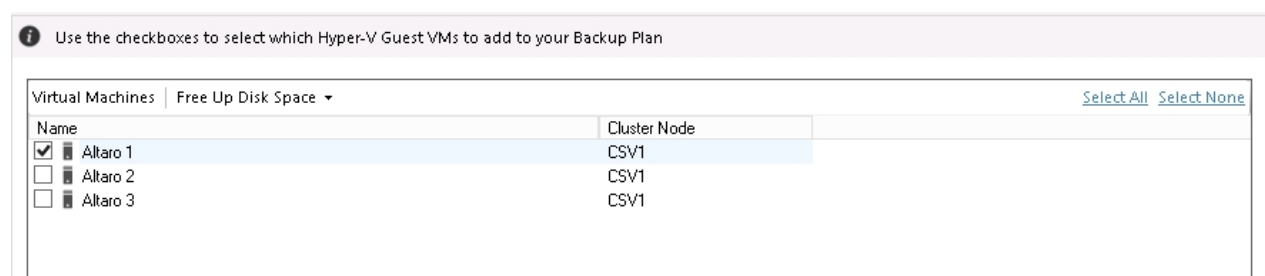 Use the checkboxes to select which Hyper-V Guest VMs to add to your Backup Plan
Virtual Machines Free Up Disk Space Select All Select None
Name Cluster Node
Altaro 1 CSV1
Altaro 2 CSV1
Altaro 3 CSV1